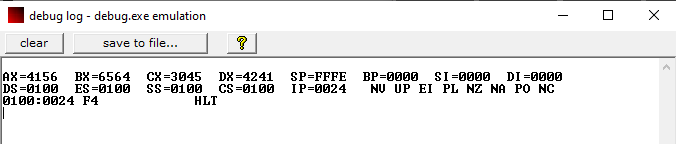 debug log - debug.exe emulation
clear save to file... ?
AX=4156 BX=6564 CX=3045 DX=4241 SP=FFFE BP=0000 SI=0000 DI=0000
DS=0100 ES=0100 SS=0100 CS=0100 IP=0024 NV UP EI PL NZ NA PO NC
0100:0024 F4 HLT